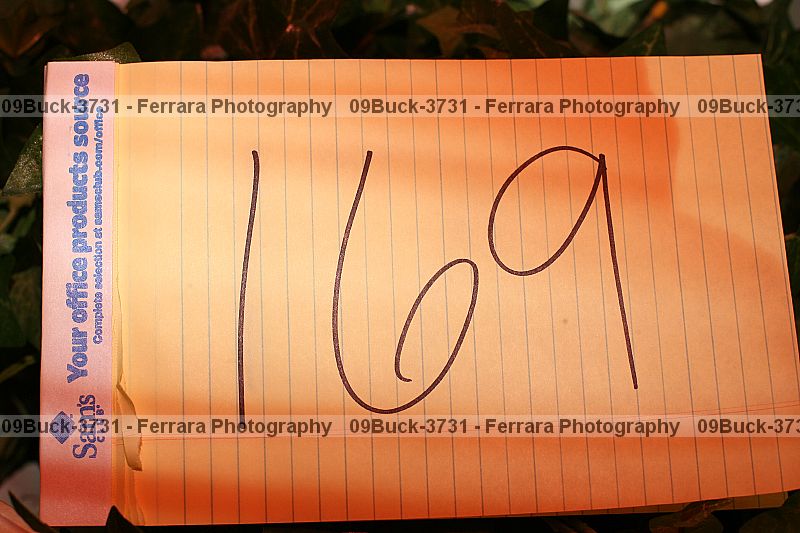 09Buck-3731 - Ferrara Photography 09Buck-3731 - Ferrara Photography 09Buck-3731
169
Your office products source
Complete selection at samsclub.com/office
Sam's
CLUB
09Buck-3731 - Ferrara Photography 09Buck-3731 - Ferrara Photography 09Buck-3731